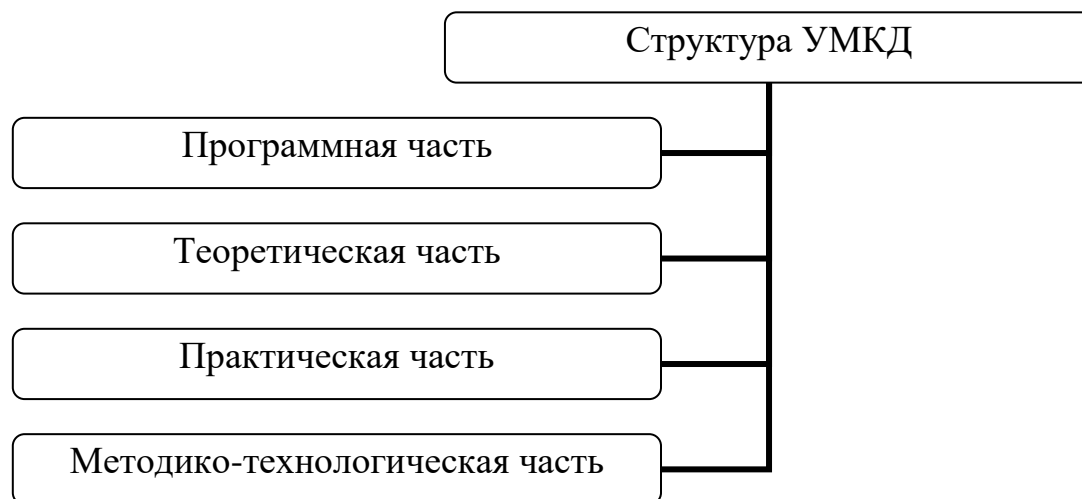 Структура УМКД
Программная часть
Теоретическая часть
Практическая часть
Методико-технологическая часть